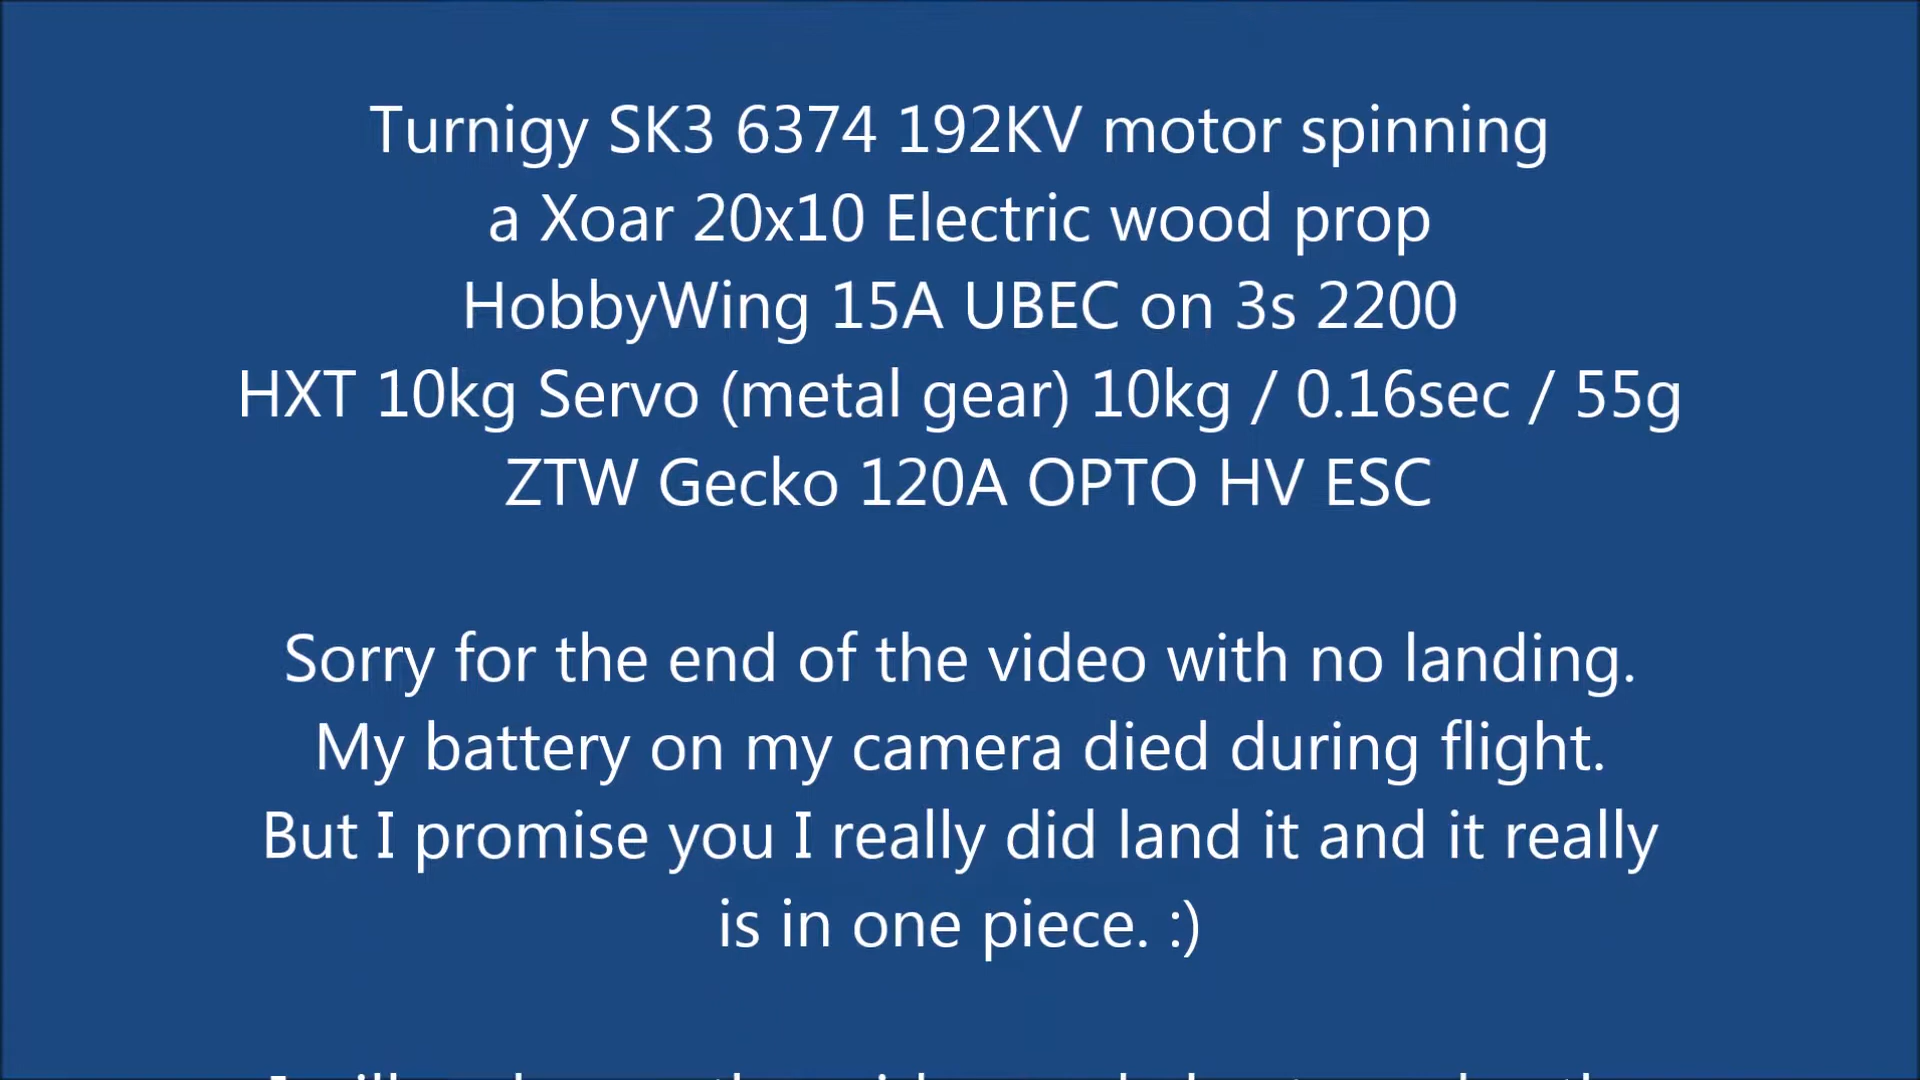 Turnigy SK3 6374 192KV motor spinning
a Xoar 20x10 Electric wood prop
HobbyWing 15A UBEC on 3s 2200
HXT 10kg Servo (metal gear) 10kg / 0.16sec / 55g
ZTW Gecko 120A OPTO HV ESC
Sorry for the end of the video with no landing.
My battery on my camera died during flight.
But I promise you I really did land it and it really
is in one piece. :)